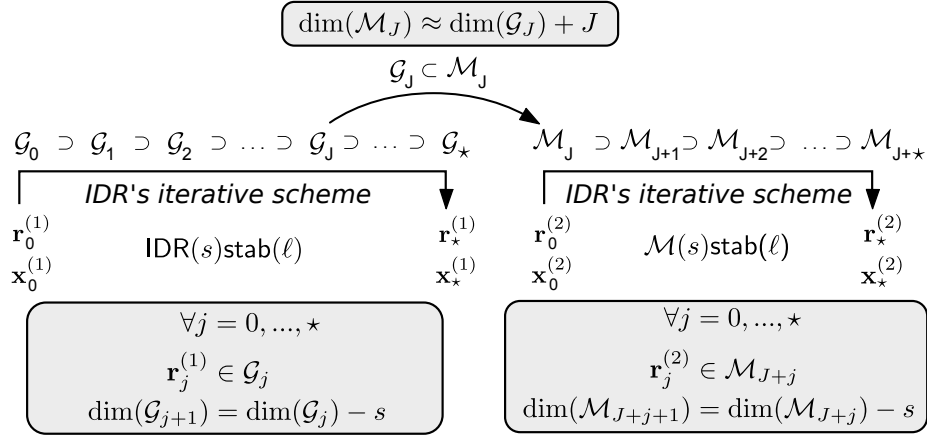 dim(ℳ_J) ≈ dim(𝒢_J) + J
𝒢_J ⊂ ℳ_J
𝒢_0 ⊃ 𝒢_1 ⊃ 𝒢_2 ⊃ ... ⊃ 𝒢_J ⊃ ... ⊃ 𝒢_⋆
ℳ_J ⊃ ℳ_{J+1} ⊃ ℳ_{J+2} ⊃ ... ⊃ ℳ_{J+⋆}
IDR's iterative scheme
r_0^{(1)} r_⋆^{(1)}
IDR(s)stab(ℓ)
x_0^{(1)} x_⋆^{(1)}
IDR's iterative scheme
r_0^{(2)} r_⋆^{(2)}
ℳ(s)stab(ℓ)
x_0^{(2)} x_⋆^{(2)}
∀j = 0, ..., ⋆
r_j^{(1)} ∈ 𝒢_j
dim(𝒢_{j+1}) = dim(𝒢_j) − s
∀j = 0, ..., ⋆
r_j^{(2)} ∈ ℳ_{J+j}
dim(ℳ_{J+j+1}) = dim(ℳ_{J+j}) − s